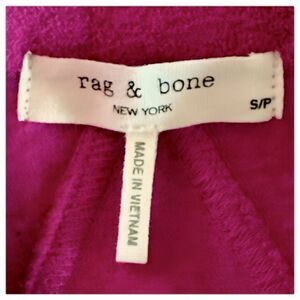 rag & bone
NEW YORK
S/P
MADE IN VIETNAM